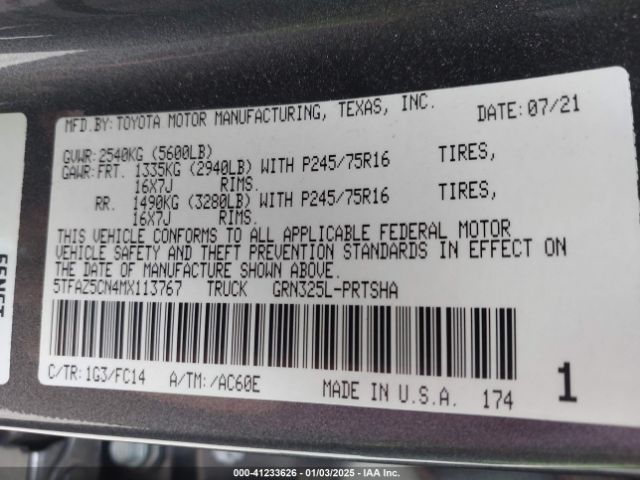 MFD.BY:TOYOTA MOTOR MANUFACTURING, TEXAS, INC. DATE:07/21
GVWR:2540KG (5600LB)
GAWR:FRT. 1335KG (2940LB) WITH P245/75R16 TIRES,
16X7J RIMS.
RR. 1490KG (3280LB) WITH P245/75R16 TIRES,
16X7J RIMS.
THIS VEHICLE CONFORMS TO ALL APPLICABLE FEDERAL MOTOR
VEHICLE SAFETY AND THEFT PREVENTION STANDARDS IN EFFECT ON
THE DATE OF MANUFACTURE SHOWN ABOVE.
5TFAZ5CN4MX113767 TRUCK GRN325L-PRTSHA
C/TR:1G3/FC14 A/TM:/AC60E MADE IN U.S.A. 174 1
000-41233626 - 01/03/2025 - IAA Inc.